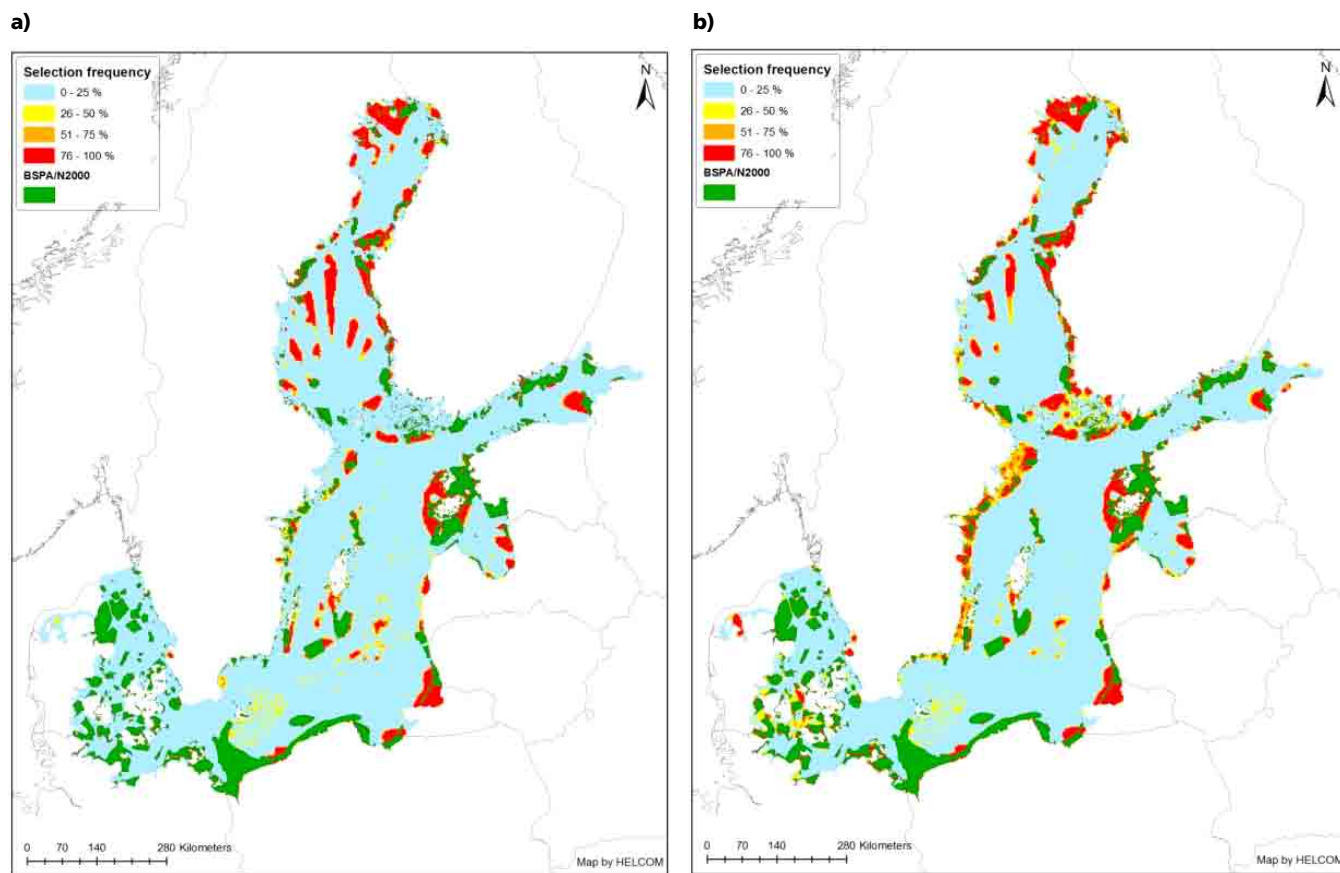 a)
Selection frequency
0 - 25 %
26 - 50 %
51 - 75 %
76 - 100 %
BSPA/N2000
N
0 70 140 280 Kilometers
Map by HELCOM
b)
Selection frequency
0 - 25 %
26 - 50 %
51 - 75 %
76 - 100 %
BSPA/N2000
N
0 70 140 280 Kilometers
Map by HELCOM